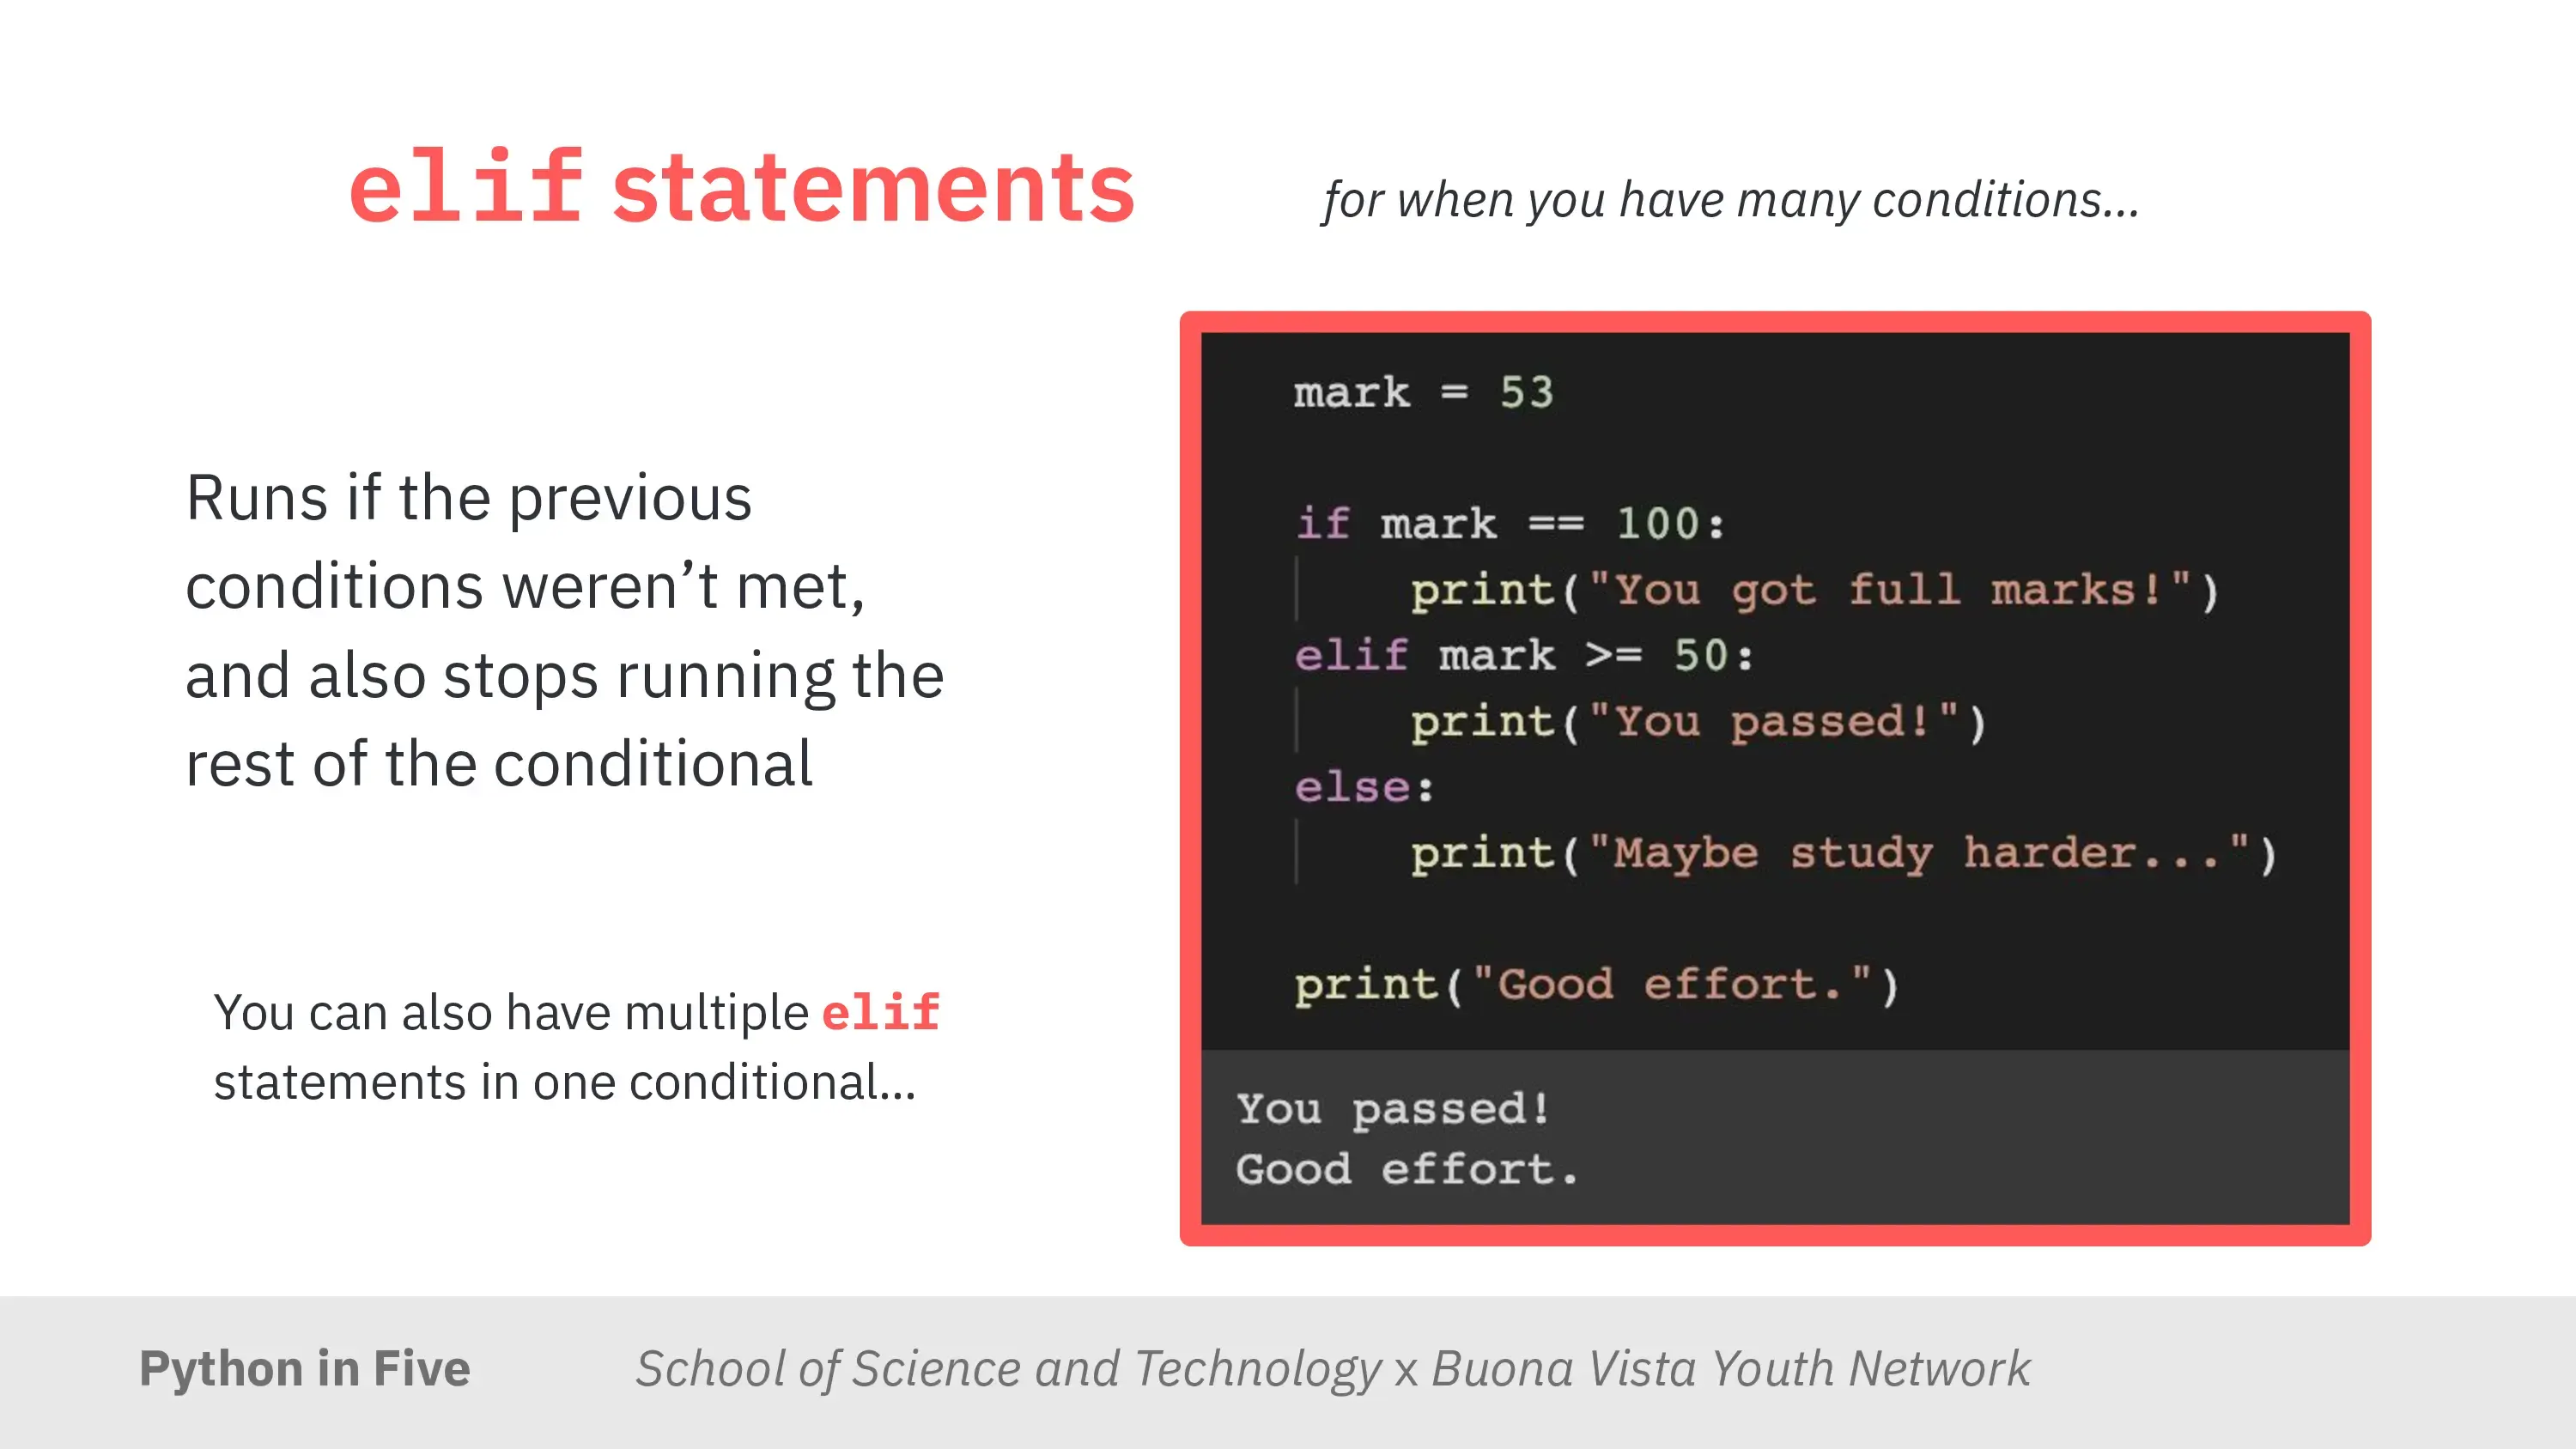 elif statements
for when you have many conditions...
Runs if the previous
conditions weren't met,
and also stops running the
rest of the conditional
You can also have multiple elif
statements in one conditional...
mark = 53
if mark == 100:
    print("You got full marks!")
elif mark >= 50:
    print("You passed!")
else:
    print("Maybe study harder...")
print("Good effort.")
You passed!
Good effort.
Python in Five
School of Science and Technology x Buona Vista Youth Network